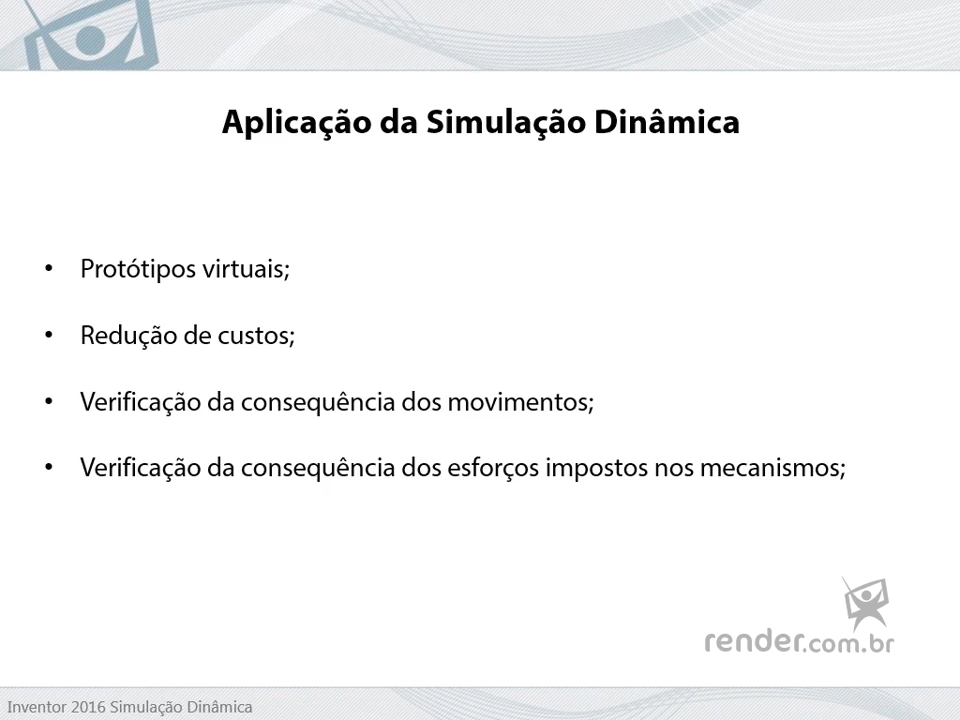 Aplicação da Simulação Dinâmica
• Protótipos virtuais;
• Redução de custos;
• Verificação da consequência dos movimentos;
• Verificação da consequência dos esforços impostos nos mecanismos;
render.com.br
Inventor 2016 Simulação Dinâmica